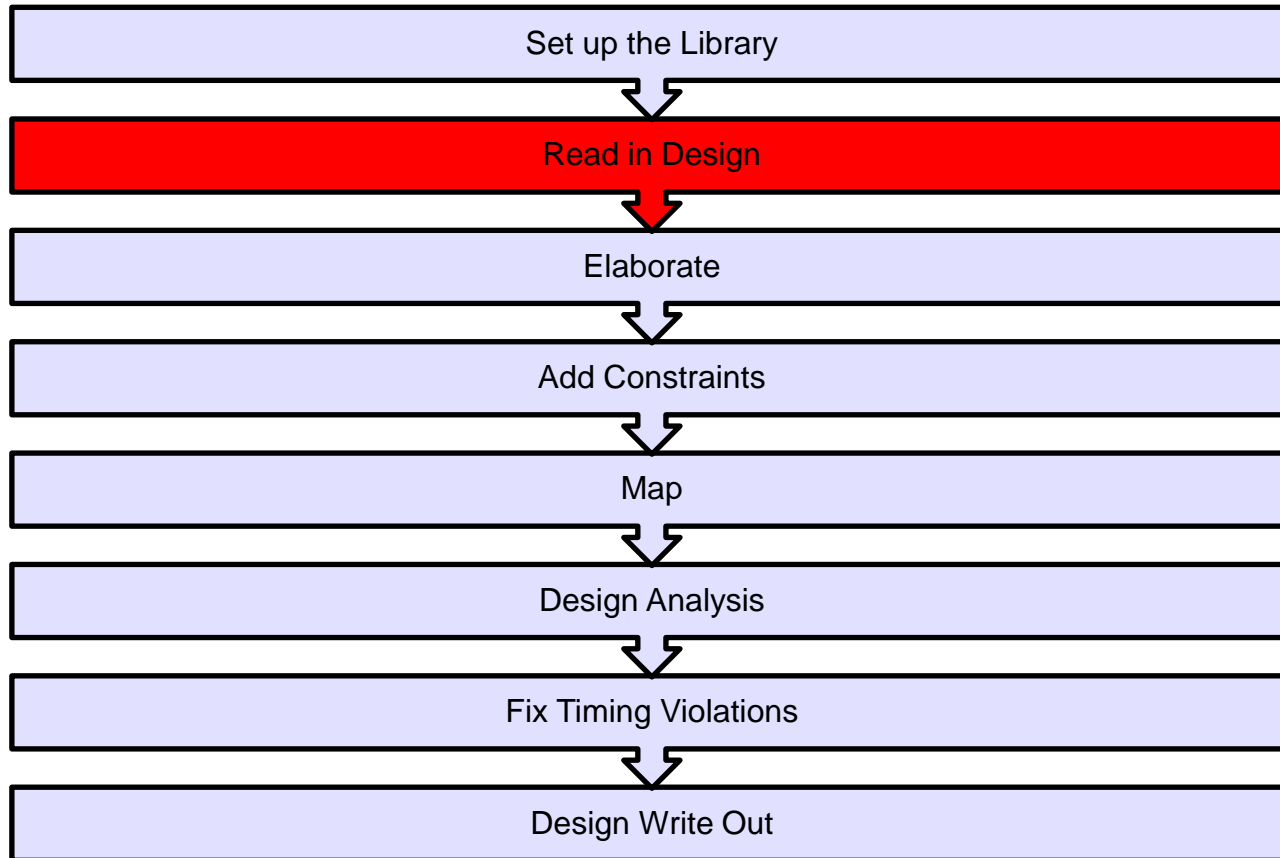 Set up the Library
Read in Design
Elaborate
Add Constraints
Map
Design Analysis
Fix Timing Violations
Design Write Out